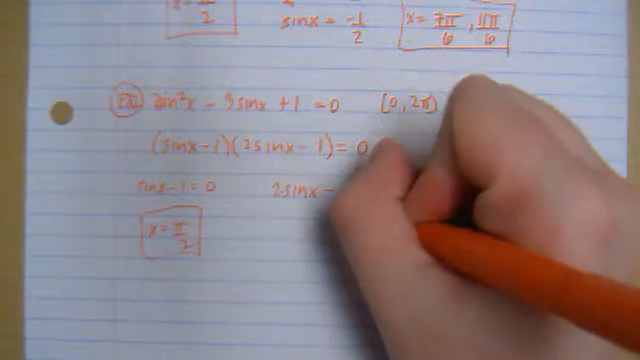 π/2
sinx = -1/2 x = 7π/6, 11π/6
EX2 2sin²x - 3sinx + 1 = 0 (0, 2π)
(sinx - 1)(2sinx - 1) = 0
sinx - 1 = 0 2sinx -
x = π/2